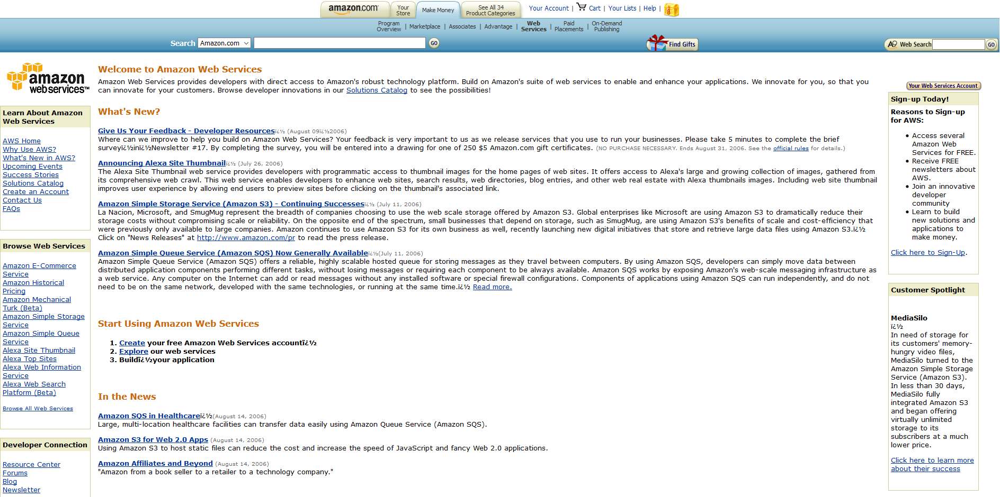 amazon.com
Your
Store
Make Money
See All 34
Product Categories
Your Account | Cart | Your Lists | Help |
Program
Overview | Marketplace | Associates | Advantage | Web
Services | Paid
Placements | On-Demand
Publishing
Search Amazon.com GO
Find Gifts
A9 Web Search GO
amazon
webservices™
Learn About Amazon
Web Services
AWS Home
Why Use AWS?
What's New in AWS?
Upcoming Events
Success Stories
Solutions Catalog
Create an Account
Contact Us
FAQs
Browse Web Services
Amazon E-Commerce
Service
Amazon Historical
Pricing
Amazon Mechanical
Turk (Beta)
Amazon Simple Storage
Service
Amazon Simple Queue
Service
Alexa Site Thumbnail
Alexa Top Sites
Alexa Web Information
Service
Alexa Web Search
Platform (Beta)
Browse All Web Services
Developer Connection
Resource Center
Forums
Blog
Newsletter
Welcome to Amazon Web Services
Amazon Web Services provides developers with direct access to Amazon's robust technology platform. Build on Amazon's suite of web services to enable and enhance your applications. We innovate for you, so that you
can innovate for your customers. Browse developer innovations in our Solutions Catalog to see the possibilities!
What's New?
Give Us Your Feedback - Developer Resourcesï¿½ (August 09ï¿½2006)
Where can we improve to help you build on Amazon Web Services? Your feedback is very important to us as we release services that you use to run your businesses. Please take 5 minutes to complete the brief
surveyï¿½inï¿½Newsletter #17. By completing the survey, you will be entered into a drawing for one of 250 $5 Amazon.com gift certificates. (NO PURCHASE NECESSARY. Ends August 31, 2006. See the official rules for details.)
Announcing Alexa Site Thumbnailï¿½ (July 26, 2006)
The Alexa Site Thumbnail web service provides developers with programmatic access to thumbnail images for the home pages of web sites. It offers access to Alexa's large and growing collection of images, gathered from
its comprehensive web crawl. This web service enables developers to enhance web sites, search results, web directories, blog entries, and other web real estate with Alexa thumbnails images. Including web site thumbnail
improves user experience by allowing end users to preview sites before clicking on the thumbnail's associated link.
Amazon Simple Storage Service (Amazon S3) - Continuing Successesï¿½ (July 11, 2006)
La Nacion, Microsoft, and SmugMug represent the breadth of companies choosing to use the web scale storage offered by Amazon S3. Global enterprises like Microsoft are using Amazon S3 to dramatically reduce their
storage costs without compromising scale or reliability. On the opposite end of the spectrum, small businesses that depend on storage, such as SmugMug, are using Amazon S3's benefits of scale and cost-efficiency that
were previously only available to large companies. Amazon continues to use Amazon S3 for its own business as well, recently launching new digital initiatives that store and retrieve large data files using Amazon S3.ï¿½
Click on "News Releases" at http://www.amazon.com/pr to read the press release.
Amazon Simple Queue Service (Amazon SQS) Now Generally Availableï¿½(July 11, 2006)
Amazon Simple Queue Service (Amazon SQS) offers a reliable, highly scalable hosted queue for storing messages as they travel between computers. By using Amazon SQS, developers can simply move data between
distributed application components performing different tasks, without losing messages or requiring each component to be always available. Amazon SQS works by exposing Amazon's web-scale messaging infrastructure as
a web service. Any computer on the Internet can add or read messages without any installed software or special firewall configurations. Components of applications using Amazon SQS can run independently, and do not
need to be on the same network, developed with the same technologies, or running at the same time.ï¿½ Read more.
Start Using Amazon Web Services
1. Create your free Amazon Web Services accountï¿½
2. Explore our web services
3. Buildï¿½your application
In the News
Amazon SQS in Healthcareï¿½(August 14, 2006)
Large, multi-location healthcare facilities can transfer data easily using Amazon Queue Service (Amazon SQS).
Amazon S3 for Web 2.0 Apps (August 14, 2006)
Using Amazon S3 to host static files can reduce the cost and increase the speed of JavaScript and fancy Web 2.0 applications.
Amazon Affiliates and Beyond (August 14, 2006)
"Amazon from a book seller to a retailer to a technology company."
Your Web Services Account
Sign-up Today!
Reasons to Sign-up
for AWS:
• Access several
Amazon Web
Services for FREE.
• Receive FREE
newsletters about
AWS.
• Join an innovative
developer
community
• Learn to build
new solutions and
applications to
make money.
Click here to Sign-Up.
Customer Spotlight
MediaSilo
ï¿½
In need of storage for
its customers' memory-
hungry video files,
MediaSilo turned to the
Amazon Simple Storage
Service (Amazon S3).
In less than 30 days,
MediaSilo fully
integrated Amazon S3
and began offering
virtually unlimited
storage to its
subscribers at a much
lower price.
Click here to learn more
about their success